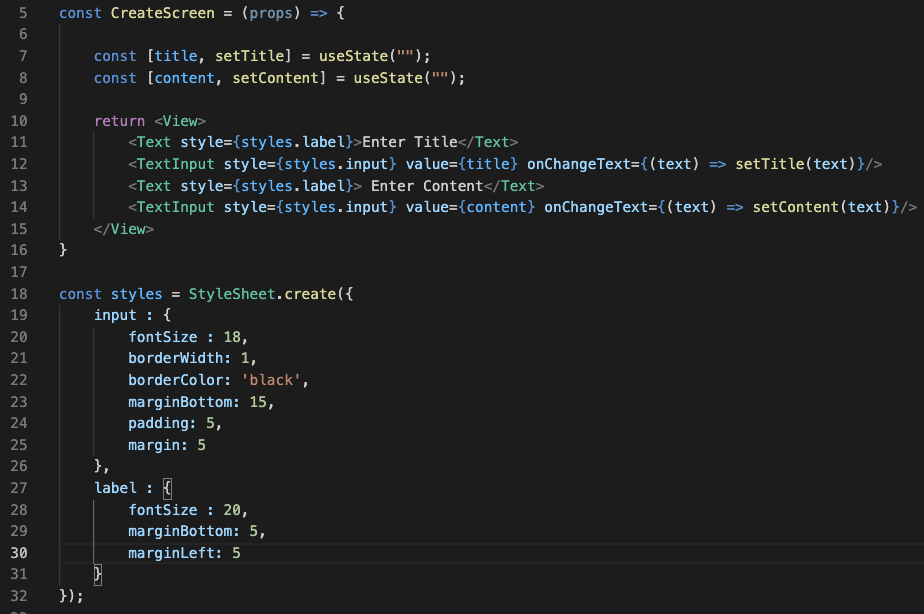 5 const CreateScreen = (props) => {
6
7     const [title, setTitle] = useState("");
8     const [content, setContent] = useState("");
9
10     return <View>
11         <Text style={styles.label}>Enter Title</Text>
12         <TextInput style={styles.input} value={title} onChangeText={(text) => setTitle(text)}/>
13         <Text style={styles.label}> Enter Content</Text>
14         <TextInput style={styles.input} value={content} onChangeText={(text) => setContent(text)}/>
15     </View>
16 }
17
18 const styles = StyleSheet.create({
19     input : {
20         fontSize : 18,
21         borderWidth: 1,
22         borderColor: 'black',
23         marginBottom: 15,
24         padding: 5,
25         margin: 5
26     },
27     label : {
28         fontSize : 20,
29         marginBottom: 5,
30         marginLeft: 5
31     }
32 });